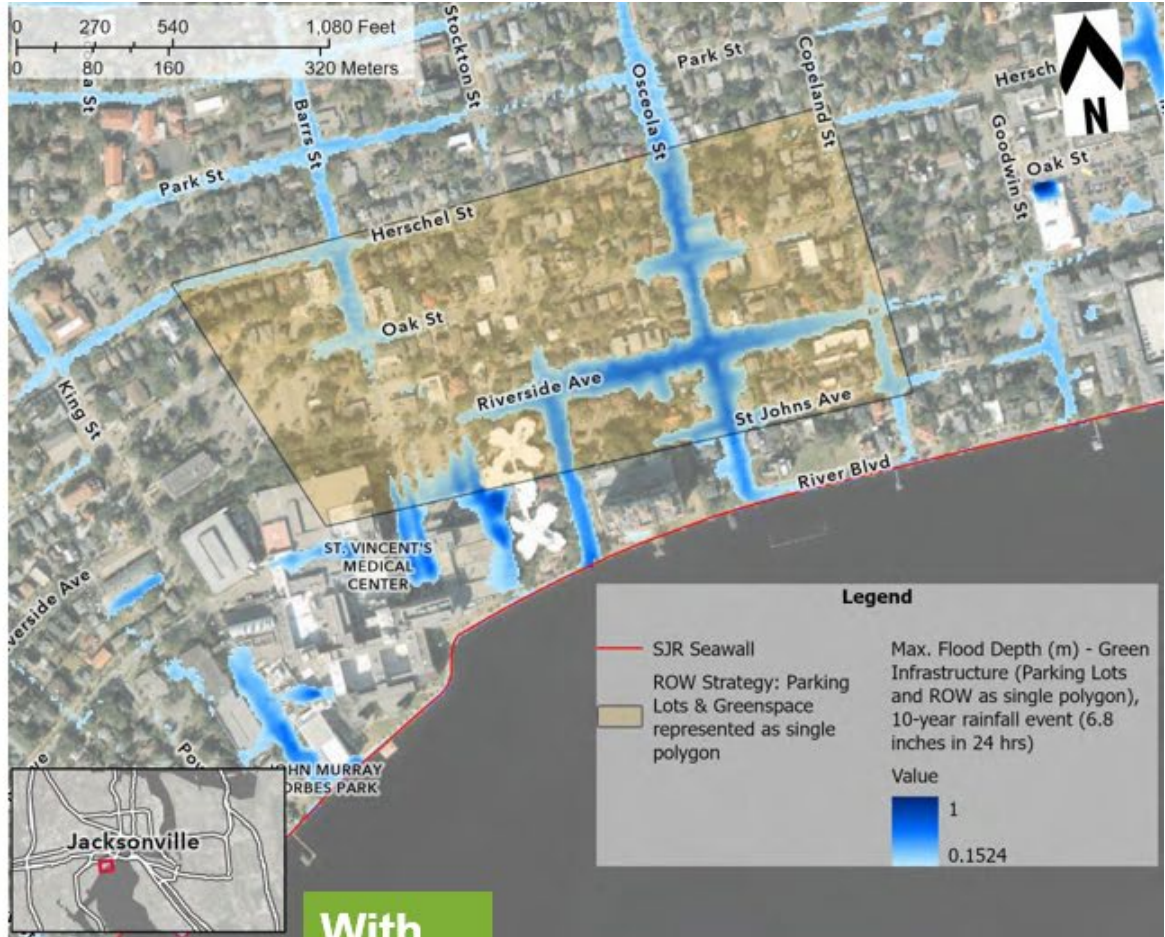 0 270 540 1,080 Feet
0 80 160 320 Meters
Stockton St
Park St
Osceola St
Copeland St
Hersch
N
Barrs St
Goodwin St
Oak St
Park St
Herschel St
Oak St
King St
Riverside Ave
St Johns Ave
River Blvd
ST. VINCENT'S
MEDICAL
CENTER
verside Ave
Legend
SJR Seawall
ROW Strategy: Parking
Lots & Greenspace
represented as single
polygon
Max. Flood Depth (m) - Green
Infrastructure (Parking Lots
and ROW as single polygon),
10-year rainfall event (6.8
inches in 24 hrs)
Value
1
0.1524
OHN MURRAY
ORBES PARK
Jacksonville
With